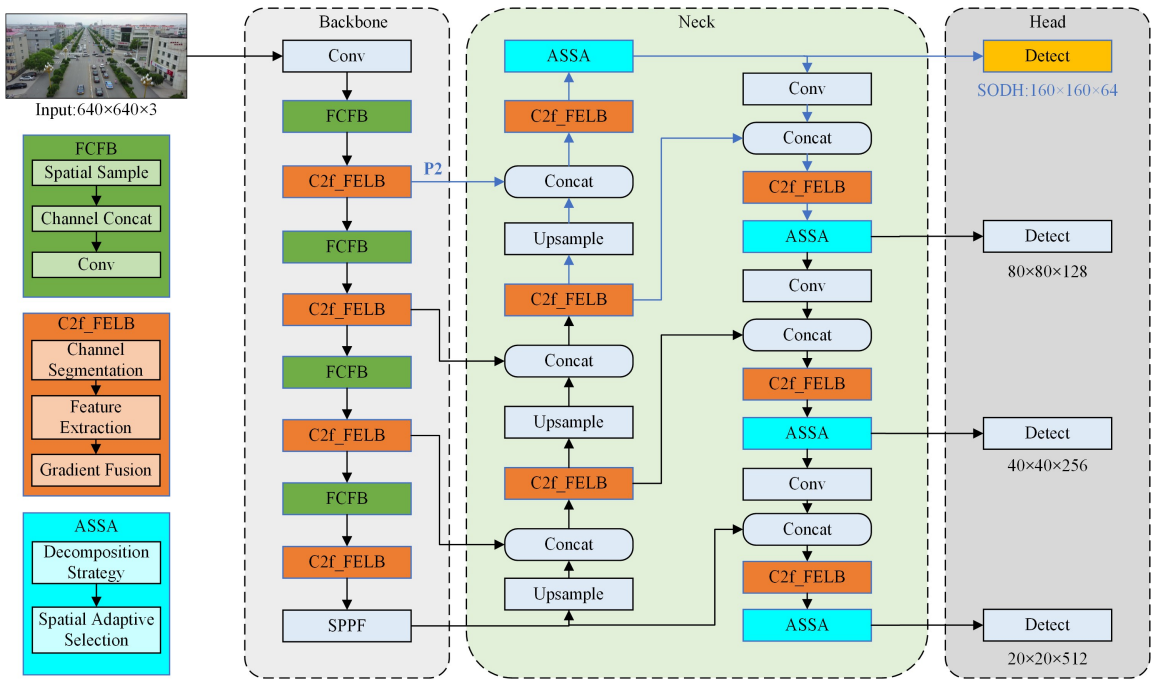 Input:640×640×3
FCFB
Spatial Sample
Channel Concat
Conv
C2f_FELB
Channel
Segmentation
Feature
Extraction
Gradient Fusion
ASSA
Decomposition
Strategy
Spatial Adaptive
Selection
Backbone
Conv
FCFB
C2f_FELB
P2
FCFB
C2f_FELB
FCFB
C2f_FELB
FCFB
C2f_FELB
SPPF
Neck
ASSA
C2f_FELB
Concat
Upsample
C2f_FELB
Concat
Upsample
C2f_FELB
Concat
Upsample
Conv
Concat
C2f_FELB
ASSA
Conv
Concat
C2f_FELB
ASSA
Conv
Concat
C2f_FELB
ASSA
Head
Detect
SODH:160×160×64
Detect
80×80×128
Detect
40×40×256
Detect
20×20×512